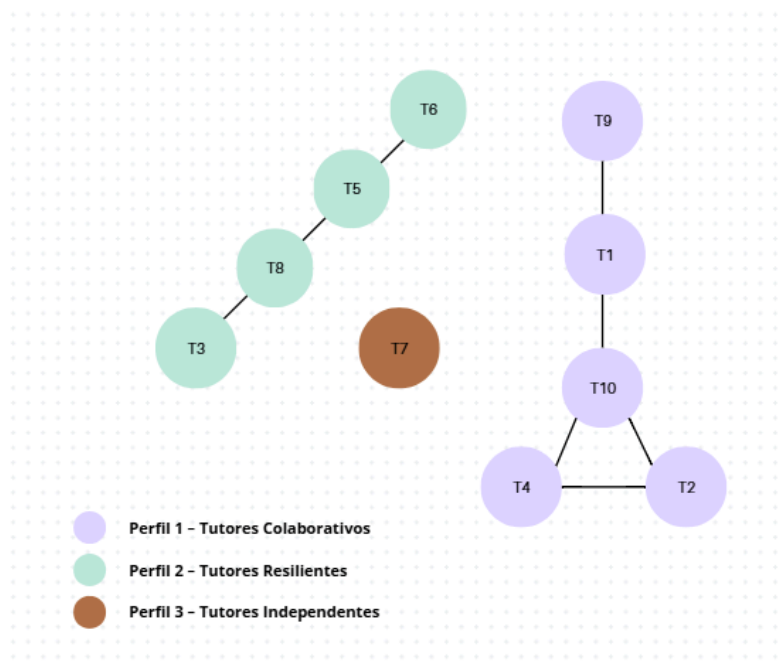 T6
T9
T5
T1
T8
T3
T7
T10
T4
T2
Perfil 1 – Tutores Colaborativos
Perfil 2 – Tutores Resilientes
Perfil 3 – Tutores Independentes